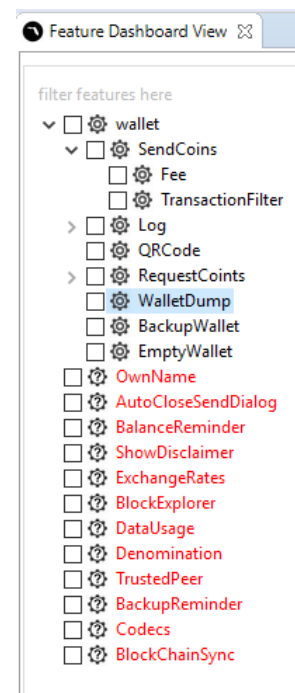 Feature Dashboard View
filter features here
wallet
SendCoins
Fee
TransactionFilter
Log
QRCode
RequestCoints
WalletDump
BackupWallet
EmptyWallet
OwnName
AutoCloseSendDialog
BalanceReminder
ShowDisclaimer
ExchangeRates
BlockExplorer
DataUsage
Denomination
TrustedPeer
BackupReminder
Codecs
BlockChainSync